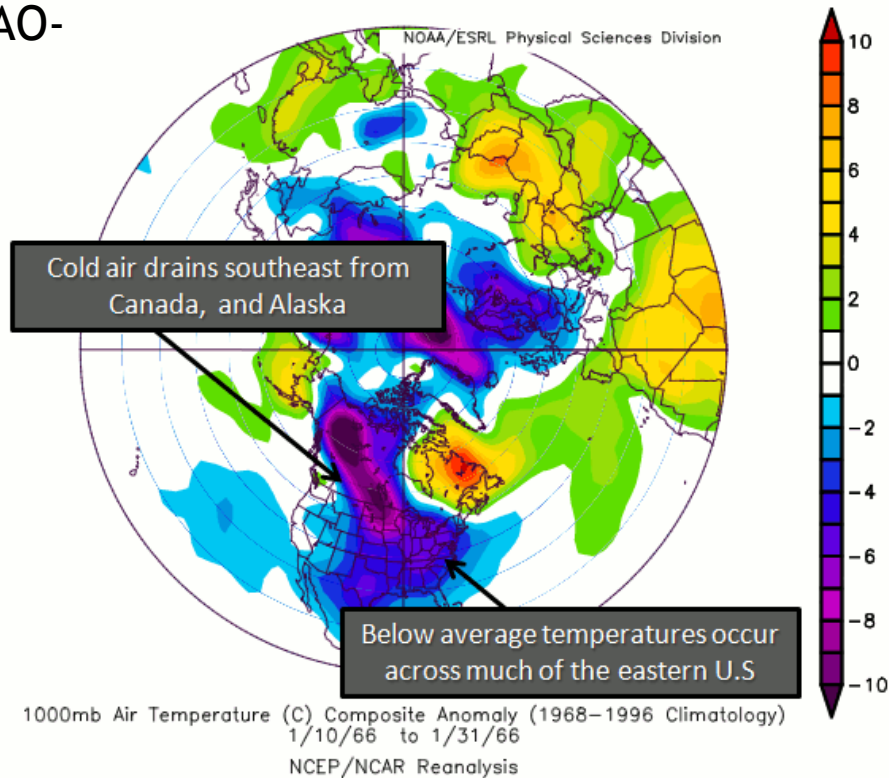 AO-
NOAA/ESRL Physical Sciences Division
10
8
6
4
2
0
-2
-4
-6
-8
-10
Cold air drains southeast from
Canada,  and Alaska
Below average temperatures occur
across much of the eastern U.S
1000mb Air Temperature (C) Composite Anomaly (1968-1996 Climatology)
1/10/66  to 1/31/66
NCEP/NCAR Reanalysis